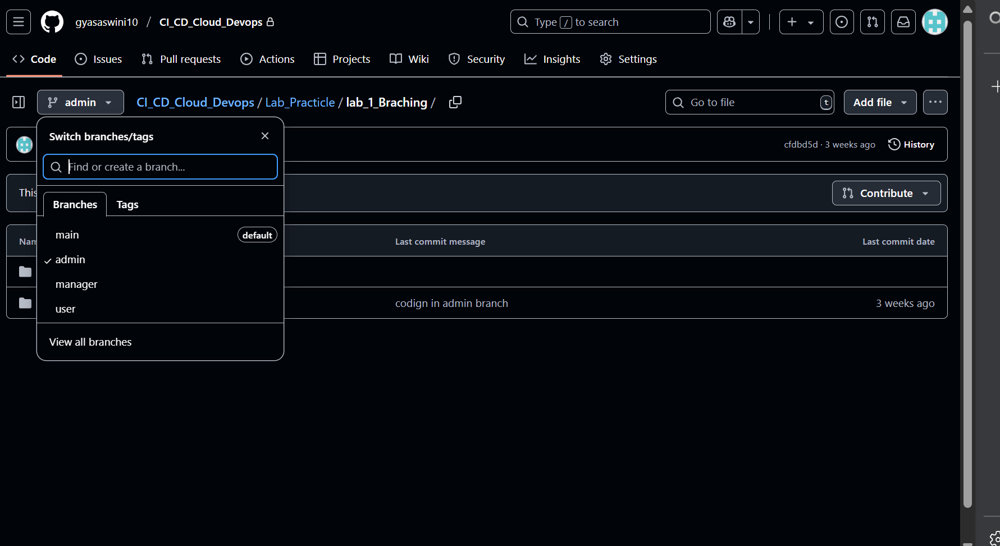 gyasaswini10 / CI_CD_Cloud_Devops
Type / to search
Code Issues Pull requests Actions Projects Wiki Security Insights Settings
admin CI_CD_Cloud_Devops / Lab_Practicle / lab_1_Braching / Go to file t Add file
Switch branches/tags
cfdbd5d · 3 weeks ago History
Find or create a branch...
This
Contribute
Branches Tags
main default
Nam Last commit message Last commit date
admin
manager
codign in admin branch 3 weeks ago
user
View all branches